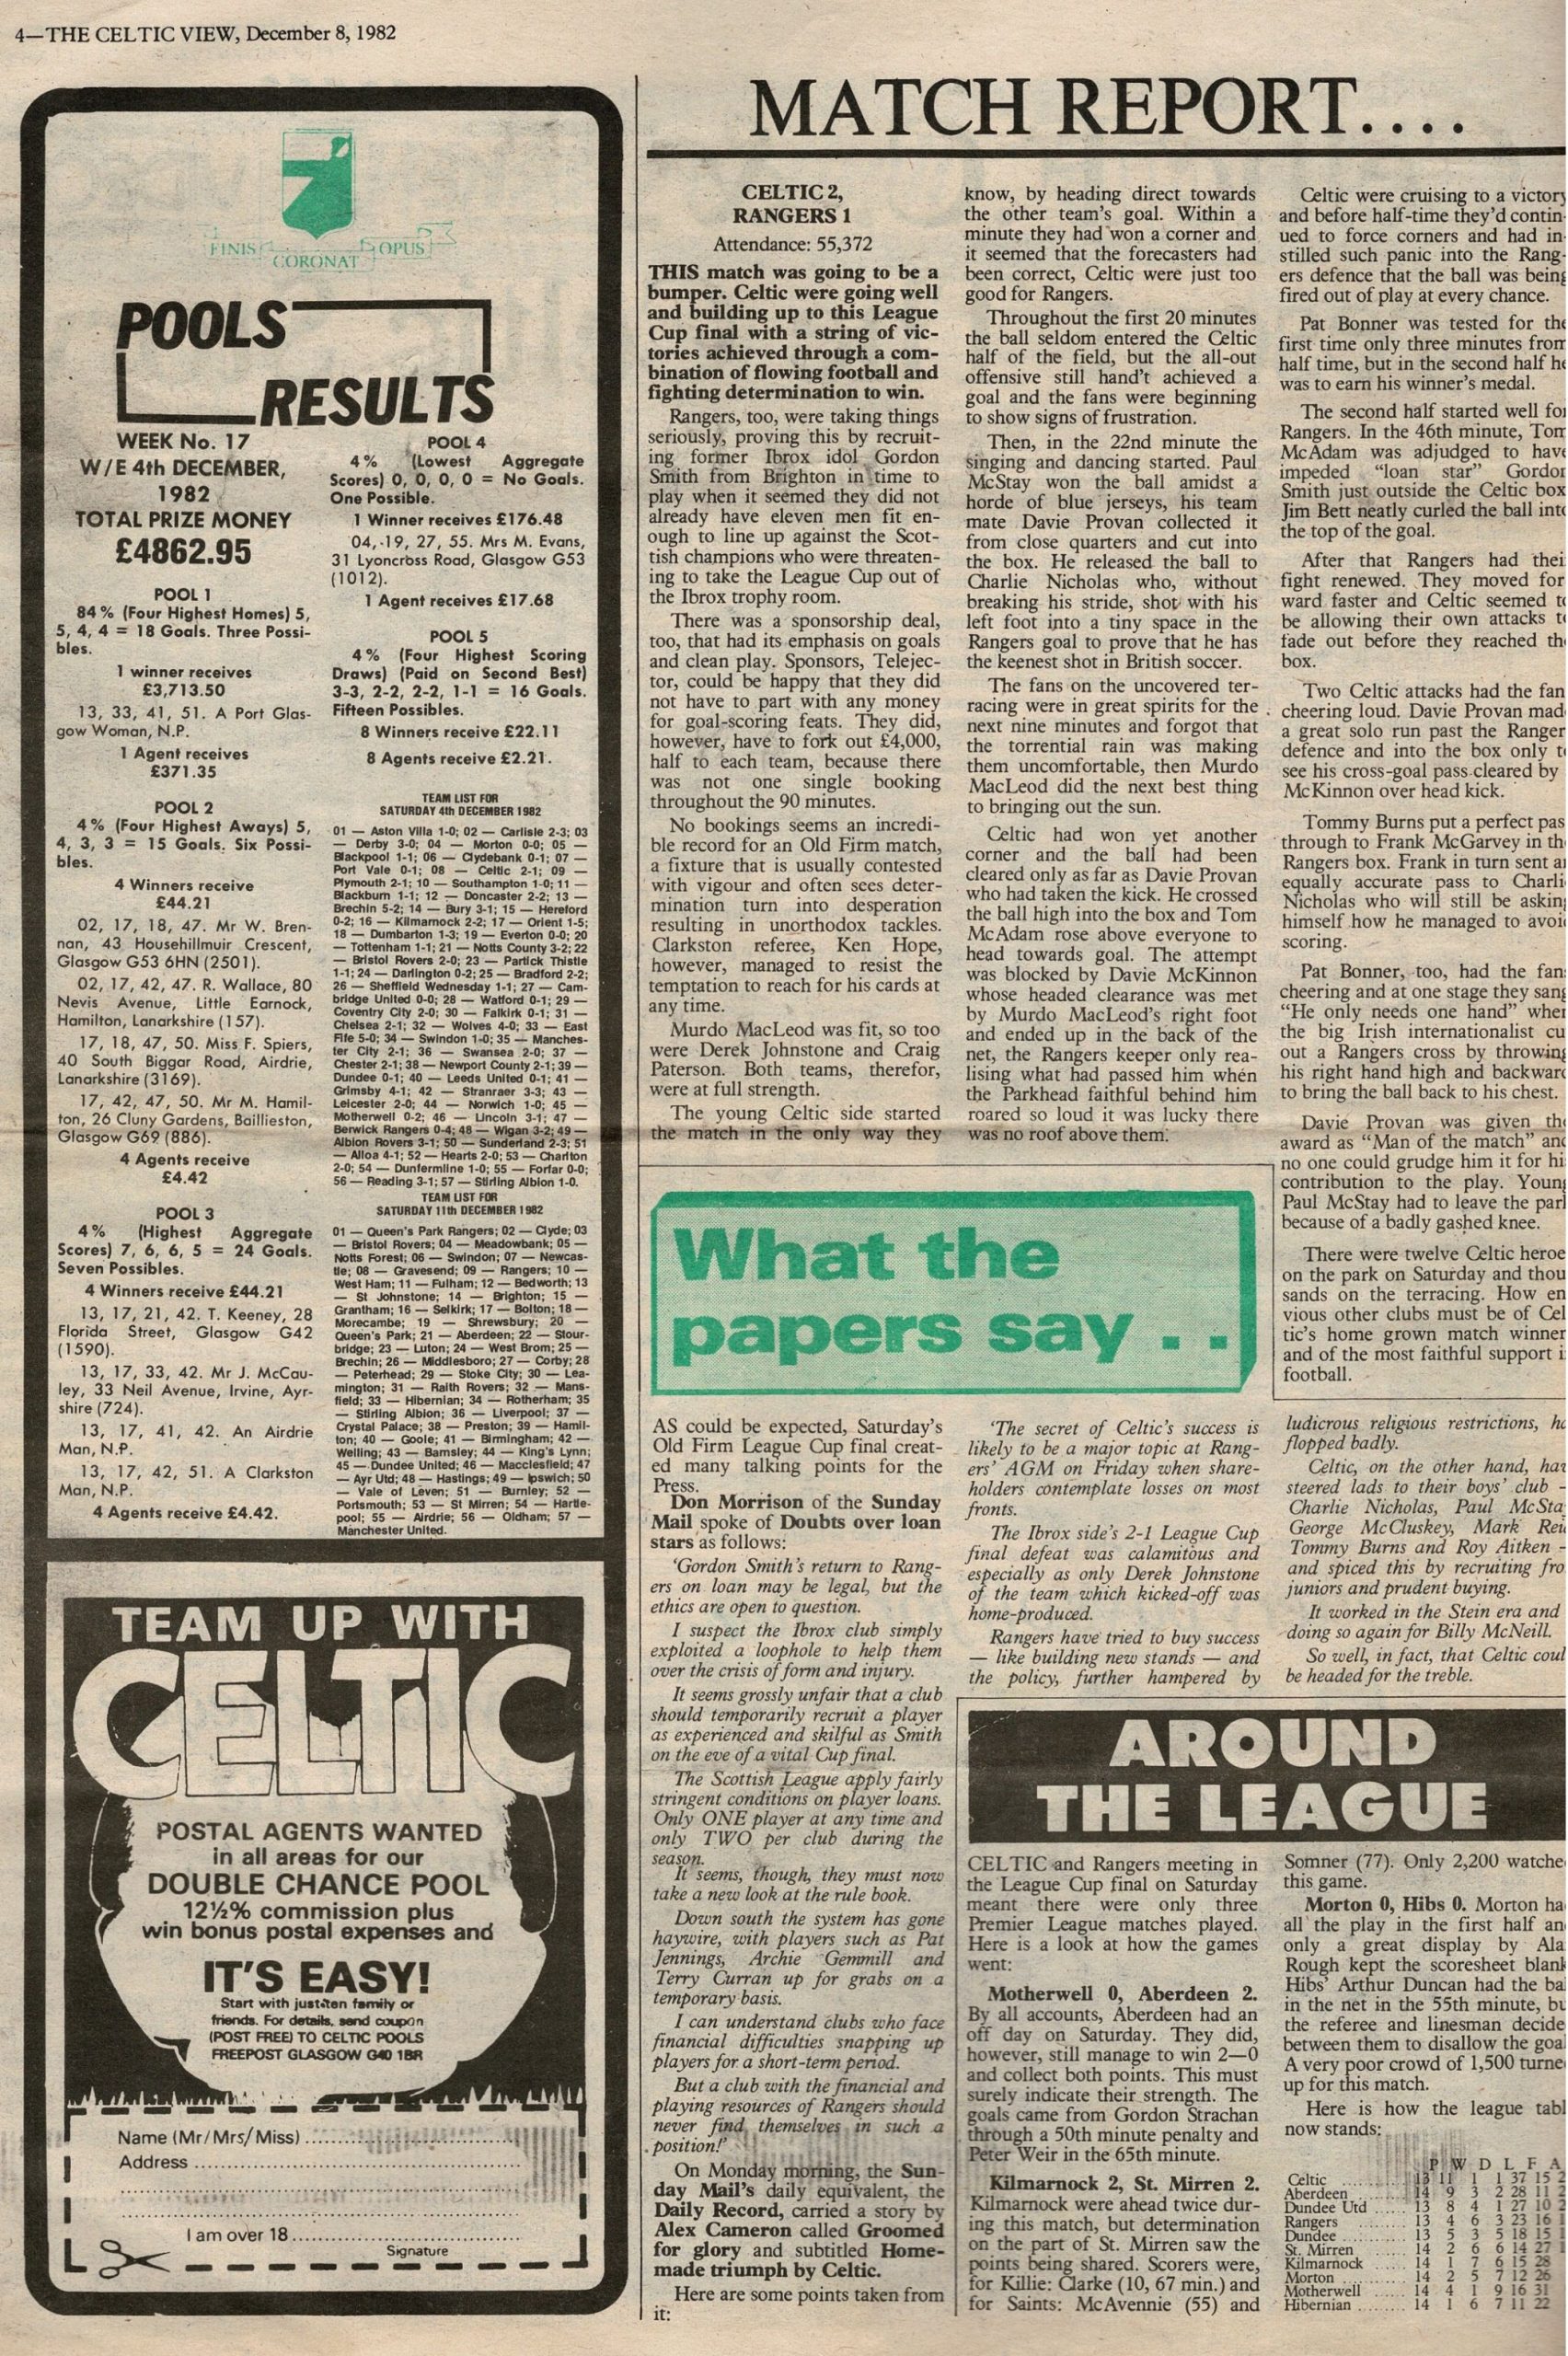 4—THE CELTIC VIEW, December 8, 1982
FINIS CORONAT OPUS
POOLS
RESULTS
WEEK No. 17
W/E 4th DECEMBER,
1982
TOTAL PRIZE MONEY
£4862.95
POOL 1
84% (Four Highest Homes) 5,
5, 4, 4 = 18 Goals. Three Possi-
bles.
1 winner receives
£3,713.50
13, 33, 41, 51. A Port Glas-
gow Woman, N.P.
1 Agent receives
£371.35
POOL 2
4% (Four Highest Aways) 5,
4, 3, 3 = 15 Goals. Six Possi-
bles.
4 Winners receive
£44.21
02, 17, 18, 47. Mr W. Bren-
nan, 43 Househillmuir Crescent,
Glasgow G53 6HN (2501).
02, 17, 42, 47. R. Wallace, 80
Nevis Avenue, Little Earnock,
Hamilton, Lanarkshire (157).
17, 18, 47, 50. Miss F. Spiers,
40 South Biggar Road, Airdrie,
Lanarkshire (3169).
17, 42, 47, 50. Mr M. Hamil-
ton, 26 Cluny Gardens, Baillieston,
Glasgow G69 (886).
4 Agents receive
£4.42
POOL 3
4% (Highest Aggregate
Scores) 7, 6, 6, 5 = 24 Goals.
Seven Possibles.
4 Winners receive £44.21
13, 17, 21, 42. T. Keeney, 28
Florida Street, Glasgow G42
(1590).
13, 17, 33, 42. Mr J. McCau-
ley, 33 Neil Avenue, Irvine, Ayr-
shire (724).
13, 17, 41, 42. An Airdrie
Man, N.P.
13, 17, 42, 51. A Clarkston
Man, N.P.
4 Agents receive £4.42.
POOL 4
4% (Lowest Aggregate
Scores) 0, 0, 0, 0 = No Goals.
One Possible.
1 Winner receives £176.48
04, 19, 27, 55. Mrs M. Evans,
31 Lyoncross Road, Glasgow G53
(1012).
1 Agent receives £17.68
POOL 5
4% (Four Highest Scoring
Draws) (Paid on Second Best)
3-3, 2-2, 2-2, 1-1 = 16 Goals.
Fifteen Possibles.
8 Winners receive £22.11
8 Agents receive £2.21.
TEAM LIST FOR
SATURDAY 4th DECEMBER 1982
01 — Aston Villa 1-0; 02 — Carlisle 2-3; 03
— Derby 3-0; 04 — Morton 0-0; 05 —
Blackpool 1-1; 06 — Clydebank 0-1; 07 —
Port Vale 0-1; 08 — Celtic 2-1; 09 —
Plymouth 2-1; 10 — Southampton 1-0; 11 —
Blackburn 1-1; 12 — Doncaster 2-2; 13 —
Brechin 5-2; 14 — Bury 3-1; 15 — Hereford
0-2; 16 — Kilmarnock 2-2; 17 — Orient 1-5;
18 — Dumbarton 1-3; 19 — Everton 0-0; 20
— Tottenham 1-1; 21 — Notts County 3-2; 22
— Bristol Rovers 2-0; 23 — Partick Thistle
1-1; 24 — Darlington 0-2; 25 — Bradford 2-2;
26 — Sheffield Wednesday 1-1; 27 — Cam-
bridge United 0-0; 28 — Watford 0-1; 29 —
Coventry City 2-0; 30 — Falkirk 0-1; 31 —
Chelsea 2-1; 32 — Wolves 4-0; 33 — East
Fife 5-0; 34 — Swindon 1-0; 35 — Manches-
ter City 2-1; 36 — Swansea 2-0; 37 —
Chester 2-1; 38 — Newport County 2-1; 39 —
Dundee 0-1; 40 — Leeds United 0-1; 41 —
Grimsby 4-1; 42 — Stranraer 3-3; 43 —
Leicester 2-0; 44 — Norwich 1-0; 45 —
Motherwell 0-2; 46 — Lincoln 3-1; 47 —
Berwick Rangers 0-4; 48 — Wigan 3-2; 49 —
Albion Rovers 3-1; 50 — Sunderland 2-3; 51
— Alloa 4-1; 52 — Hearts 2-0; 53 — Charlton
2-0; 54 — Dunfermline 1-0; 55 — Forfar 0-0;
56 — Reading 3-1; 57 — Stirling Albion 1-0.
TEAM LIST FOR
SATURDAY 11th DECEMBER 1982
01 — Queen's Park Rangers; 02 — Clyde; 03
— Bristol Rovers; 04 — Meadowbank; 05 —
Notts Forest; 06 — Swindon; 07 — Newcas-
tle; 08 — Gravesend; 09 — Rangers; 10 —
West Ham; 11 — Fulham; 12 — Bedworth; 13
— St Johnstone; 14 — Brighton; 15 —
Grantham; 16 — Selkirk; 17 — Bolton; 18 —
Morecambe; 19 — Shrewsbury; 20 —
Queen's Park; 21 — Aberdeen; 22 — Stour-
bridge; 23 — Luton; 24 — West Brom; 25 —
Brechin; 26 — Middlesboro; 27 — Corby; 28
— Peterhead; 29 — Stoke City; 30 — Lea-
mington; 31 — Raith Rovers; 32 — Mans-
field; 33 — Hibernian; 34 — Rotherham; 35
— Stirling Albion; 36 — Liverpool; 37 —
Crystal Palace; 38 — Preston; 39 — Hamil-
ton; 40 — Goole; 41 — Birmingham; 42 —
Welling; 43 — Barnsley; 44 — King's Lynn;
45 — Dundee United; 46 — Macclesfield; 47
— Ayr Utd; 48 — Hastings; 49 — Ipswich; 50
— Vale of Leven; 51 — Burnley; 52 —
Portsmouth; 53 — St Mirren; 54 — Hartle-
pool; 55 — Airdrie; 56 — Oldham; 57 —
Manchester United.
TEAM UP WITH
CELTIC
POSTAL AGENTS WANTED
in all areas for our
DOUBLE CHANCE POOL
12½% commission plus
win bonus postal expenses and
IT'S EASY!
Start with just ten family or
friends. For details, send coupon
(POST FREE) TO CELTIC POOLS
FREEPOST GLASGOW G40 1BR
Name (Mr/Mrs/Miss)
Address
I am over 18
Signature
MATCH REPORT....
CELTIC 2,
RANGERS 1
Attendance: 55,372
THIS match was going to be a
bumper. Celtic were going well
and building up to this League
Cup final with a string of vic-
tories achieved through a com-
bination of flowing football and
fighting determination to win.
Rangers, too, were taking things
seriously, proving this by recruit-
ing former Ibrox idol Gordon
Smith from Brighton in time to
play when it seemed they did not
already have eleven men fit en-
ough to line up against the Scot-
tish champions who were threaten-
ing to take the League Cup out of
the Ibrox trophy room.
There was a sponsorship deal,
too, that had its emphasis on goals
and clean play. Sponsors, Telejec-
tor, could be happy that they did
not have to part with any money
for goal-scoring feats. They did,
however, have to fork out £4,000,
half to each team, because there
was not one single booking
throughout the 90 minutes.
No bookings seems an incredi-
ble record for an Old Firm match,
a fixture that is usually contested
with vigour and often sees deter-
mination turn into desperation
resulting in unorthodox tackles.
Clarkston referee, Ken Hope,
however, managed to resist the
temptation to reach for his cards at
any time.
Murdo MacLeod was fit, so too
were Derek Johnstone and Craig
Paterson. Both teams, therefor,
were at full strength.
The young Celtic side started
the match in the only way they
know, by heading direct towards
the other team's goal. Within a
minute they had won a corner and
it seemed that the forecasters had
been correct, Celtic were just too
good for Rangers.
Throughout the first 20 minutes
the ball seldom entered the Celtic
half of the field, but the all-out
offensive still hand't achieved a
goal and the fans were beginning
to show signs of frustration.
Then, in the 22nd minute the
singing and dancing started. Paul
McStay won the ball amidst a
horde of blue jerseys, his team
mate Davie Provan collected it
from close quarters and cut into
the box. He released the ball to
Charlie Nicholas who, without
breaking his stride, shot with his
left foot into a tiny space in the
Rangers goal to prove that he has
the keenest shot in British soccer.
The fans on the uncovered ter-
racing were in great spirits for the
next nine minutes and forgot that
the torrential rain was making
them uncomfortable, then Murdo
MacLeod did the next best thing
to bringing out the sun.
Celtic had won yet another
corner and the ball had been
cleared only as far as Davie Provan
who had taken the kick. He crossed
the ball high into the box and Tom
McAdam rose above everyone to
head towards goal. The attempt
was blocked by Davie McKinnon
whose headed clearance was met
by Murdo MacLeod's right foot
and ended up in the back of the
net, the Rangers keeper only rea-
lising what had passed him when
the Parkhead faithful behind him
roared so loud it was lucky there
was no roof above them.
Celtic were cruising to a victory
and before half-time they'd contin-
ued to force corners and had in-
stilled such panic into the Rang-
ers defence that the ball was being
fired out of play at every chance.
Pat Bonner was tested for the
first time only three minutes from
half time, but in the second half he
was to earn his winner's medal.
The second half started well for
Rangers. In the 46th minute, Tom
McAdam was adjudged to have
impeded "loan star" Gordon
Smith just outside the Celtic box
Jim Bett neatly curled the ball into
the top of the goal.
After that Rangers had thei
fight renewed. They moved for
ward faster and Celtic seemed to
be allowing their own attacks to
fade out before they reached the
box.
Two Celtic attacks had the fan
cheering loud. Davie Provan mad
a great solo run past the Ranger
defence and into the box only t
see his cross-goal pass cleared by
McKinnon over head kick.
Tommy Burns put a perfect pas
through to Frank McGarvey in th
Rangers box. Frank in turn sent a
equally accurate pass to Charli
Nicholas who will still be asking
himself how he managed to avoi
scoring.
Pat Bonner, too, had the fan
cheering and at one stage they sang
"He only needs one hand" when
the big Irish internationalist cu
out a Rangers cross by throwing
his right hand high and backward
to bring the ball back to his chest.
Davie Provan was given the
award as "Man of the match" and
no one could grudge him it for hi
contribution to the play. Young
Paul McStay had to leave the park
because of a badly gashed knee.
There were twelve Celtic heroe
on the park on Saturday and thou
sands on the terracing. How en
vious other clubs must be of Cel
tic's home grown match winner
and of the most faithful support i
football.
What the
papers say . .
AS could be expected, Saturday's
Old Firm League Cup final creat-
ed many talking points for the
Press.
Don Morrison of the Sunday
Mail spoke of Doubts over loan
stars as follows:
'Gordon Smith's return to Rang-
ers on loan may be legal, but the
ethics are open to question.
I suspect the Ibrox club simply
exploited a loophole to help them
over the crisis of form and injury.
It seems grossly unfair that a club
should temporarily recruit a player
as experienced and skilful as Smith
on the eve of a vital Cup final.
The Scottish League apply fairly
stringent conditions on player loans.
Only ONE player at any time and
only TWO per club during the
season.
It seems, though, they must now
take a new look at the rule book.
Down south the system has gone
haywire, with players such as Pat
Jennings, Archie Gemmill and
Terry Curran up for grabs on a
temporary basis.
I can understand clubs who face
financial difficulties snapping up
players for a short-term period.
But a club with the financial and
playing resources of Rangers should
never find themselves in such a
position!'
On Monday morning, the Sun-
day Mail's daily equivalent, the
Daily Record, carried a story by
Alex Cameron called Groomed
for glory and subtitled Home-
made triumph by Celtic.
Here are some points taken from
it:
'The secret of Celtic's success is
likely to be a major topic at Rang-
ers' AGM on Friday when share-
holders contemplate losses on most
fronts.
The Ibrox side's 2-1 League Cup
final defeat was calamitous and
especially as only Derek Johnstone
of the team which kicked-off was
home-produced.
Rangers have tried to buy success
— like building new stands — and
the policy, further hampered by
ludicrous religious restrictions, ha
flopped badly.
Celtic, on the other hand, hav
steered lads to their boys' club –
Charlie Nicholas, Paul McSta
George McCluskey, Mark Rei
Tommy Burns and Roy Aitken –
and spiced this by recruiting fro
juniors and prudent buying.
It worked in the Stein era and
doing so again for Billy McNeill.
So well, in fact, that Celtic coul
be headed for the treble.
AROUND
THE LEAGUE
CELTIC and Rangers meeting in
the League Cup final on Saturday
meant there were only three
Premier League matches played.
Here is a look at how the games
went:
Motherwell 0, Aberdeen 2.
By all accounts, Aberdeen had an
off day on Saturday. They did,
however, still manage to win 2—0
and collect both points. This must
surely indicate their strength. The
goals came from Gordon Strachan
through a 50th minute penalty and
Peter Weir in the 65th minute.
Kilmarnock 2, St. Mirren 2.
Kilmarnock were ahead twice dur-
ing this match, but determination
on the part of St. Mirren saw the
points being shared. Scorers were,
for Killie: Clarke (10, 67 min.) and
for Saints: McAvennie (55) and
Somner (77). Only 2,200 watche
this game.
Morton 0, Hibs 0. Morton ha
all the play in the first half an
only a great display by Ala
Rough kept the scoresheet blank
Hibs' Arthur Duncan had the ba
in the net in the 55th minute, bu
the referee and linesman decide
between them to disallow the goa
A very poor crowd of 1,500 turne
up for this match.
Here is how the league tabl
now stands:
P W D L F A
Celtic 13 11 1 1 37 15 2
Aberdeen 14 9 3 2 28 11 2
Dundee Utd 13 8 4 1 27 10 2
Rangers 13 4 6 3 23 16 1
Dundee 13 5 3 5 18 15 1
St. Mirren 14 2 6 6 14 27 1
Kilmarnock 14 1 7 6 15 28
Morton 14 2 5 7 12 26
Motherwell 14 4 1 9 16 31
Hibernian 14 1 6 7 11 22